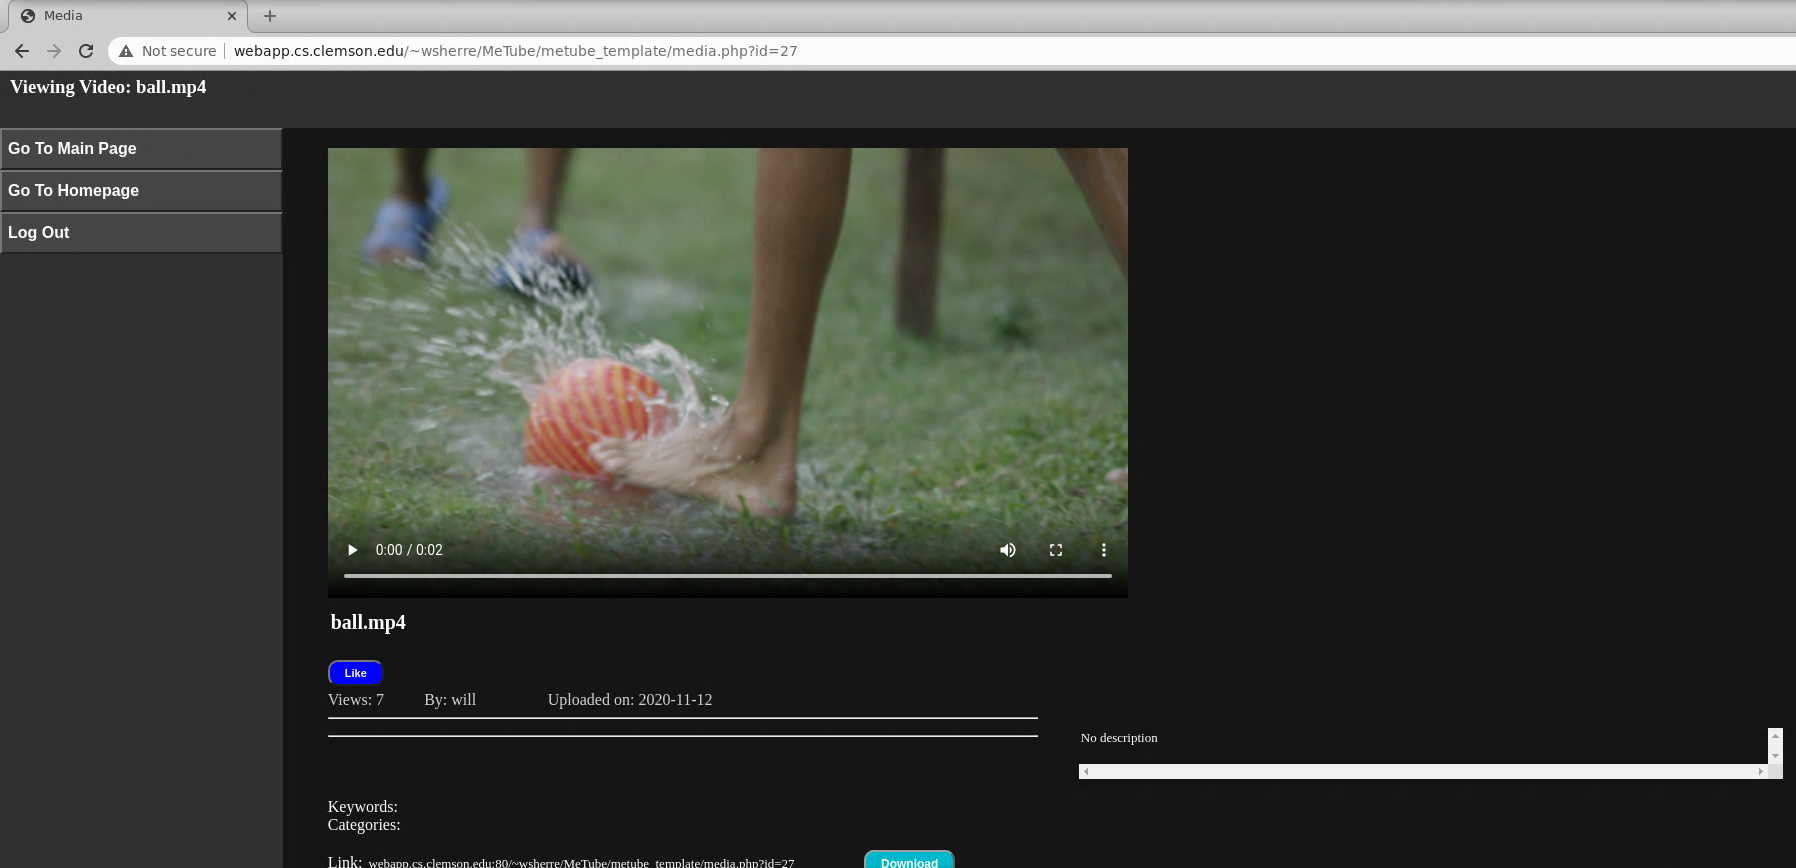 Media
Not secure webapp.cs.clemson.edu/~wsherre/MeTube/metube_template/media.php?id=27
Viewing Video: ball.mp4
Go To Main Page
Go To Homepage
Log Out
0:00 / 0:02
ball.mp4
Like
Views: 7 By: will Uploaded on: 2020-11-12
No description
Keywords:
Categories:
Link: webapp.cs.clemson.edu:80/~wsherre/MeTube/metube_template/media.php?id=27 Download